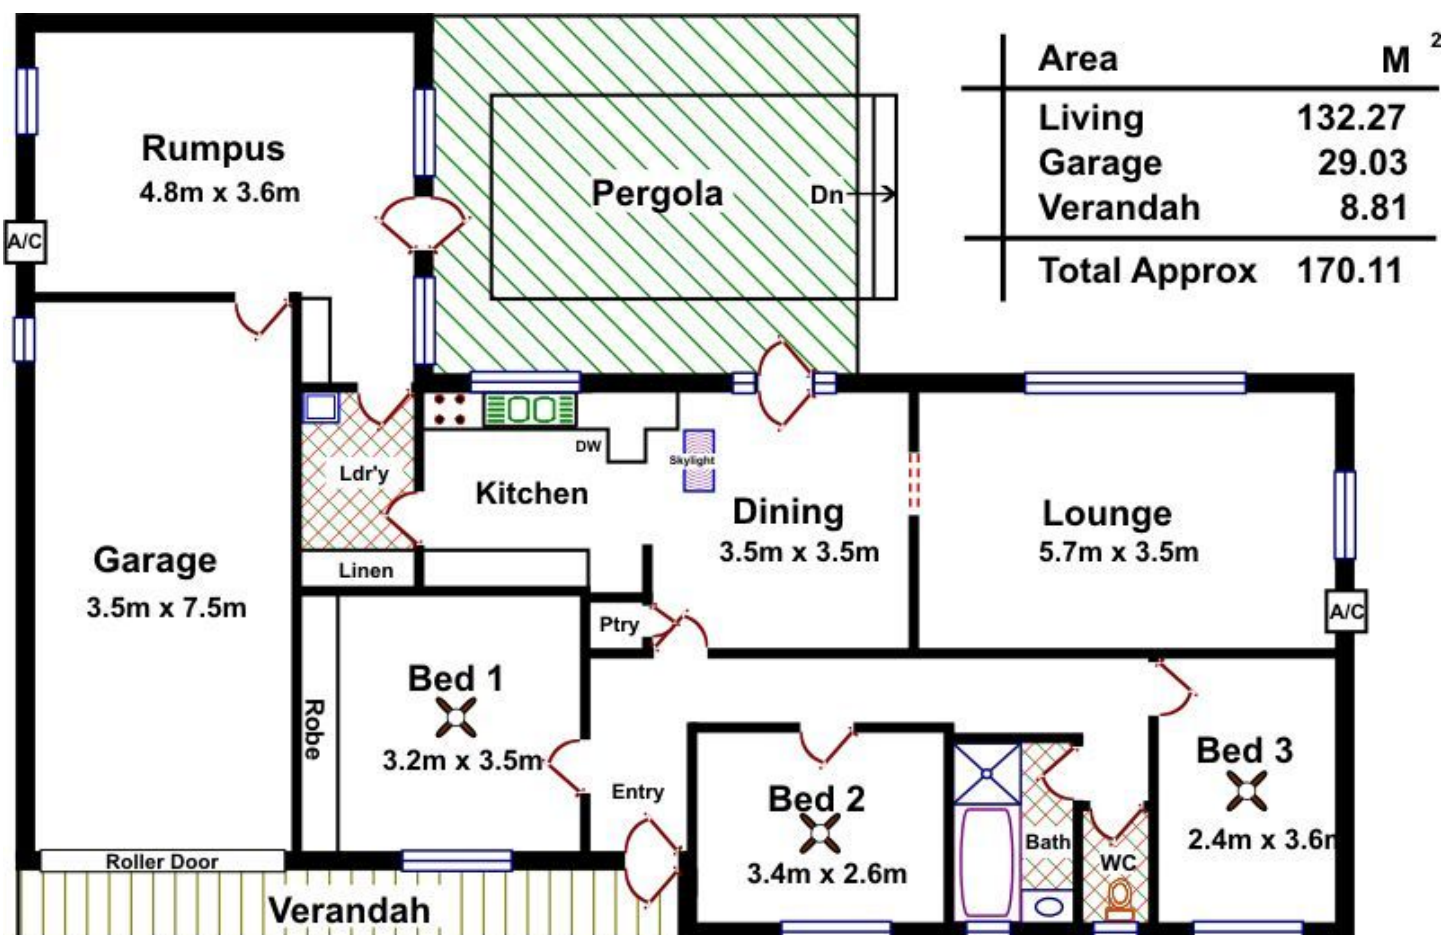 Rumpus
4.8m x 3.6m
A/C
Pergola
Dn
Area M 2
Living 132.27
Garage 29.03
Verandah 8.81
Total Approx 170.11
Ldr'y
Linen
DW
Kitchen
Skylight
Dining
3.5m x 3.5m
Lounge
5.7m x 3.5m
A/C
Garage
3.5m x 7.5m
Ptry
Bed 1
3.2m x 3.5m
Robe
Entry
Bed 2
3.4m x 2.6m
Bath
WC
Bed 3
2.4m x 3.6m
Roller Door
Verandah